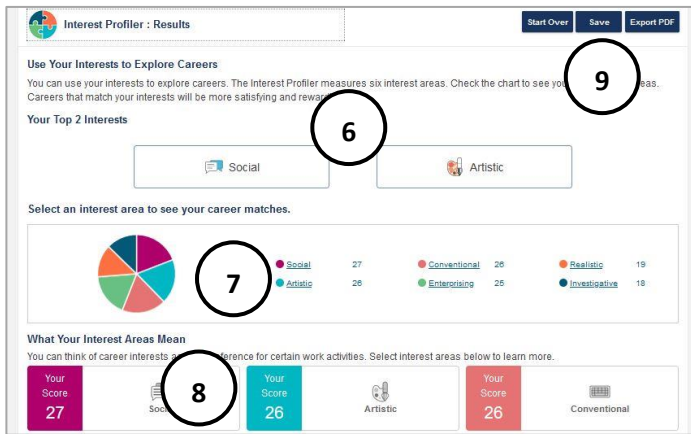 Interest Profiler : Results
Start Over Save Export PDF
9
Use Your Interests to Explore Careers
You can use your interests to explore careers. The Interest Profiler measures six interest areas. Check the chart to see
Careers that match your interests will be more satisfying and
Your Top 2 Interests
6
Social Artistic
Select an interest area to see your career matches.
7
Social 27 Conventional 26 Realistic 19
Artistic 26 Enterprising 25 Investigative 18
What Your Interest Areas Mean
You can think of career interests for certain work activities. Select interest areas below to learn more.
8
Your Your Your
Score Score Score
27 26 26
Artistic Conventional